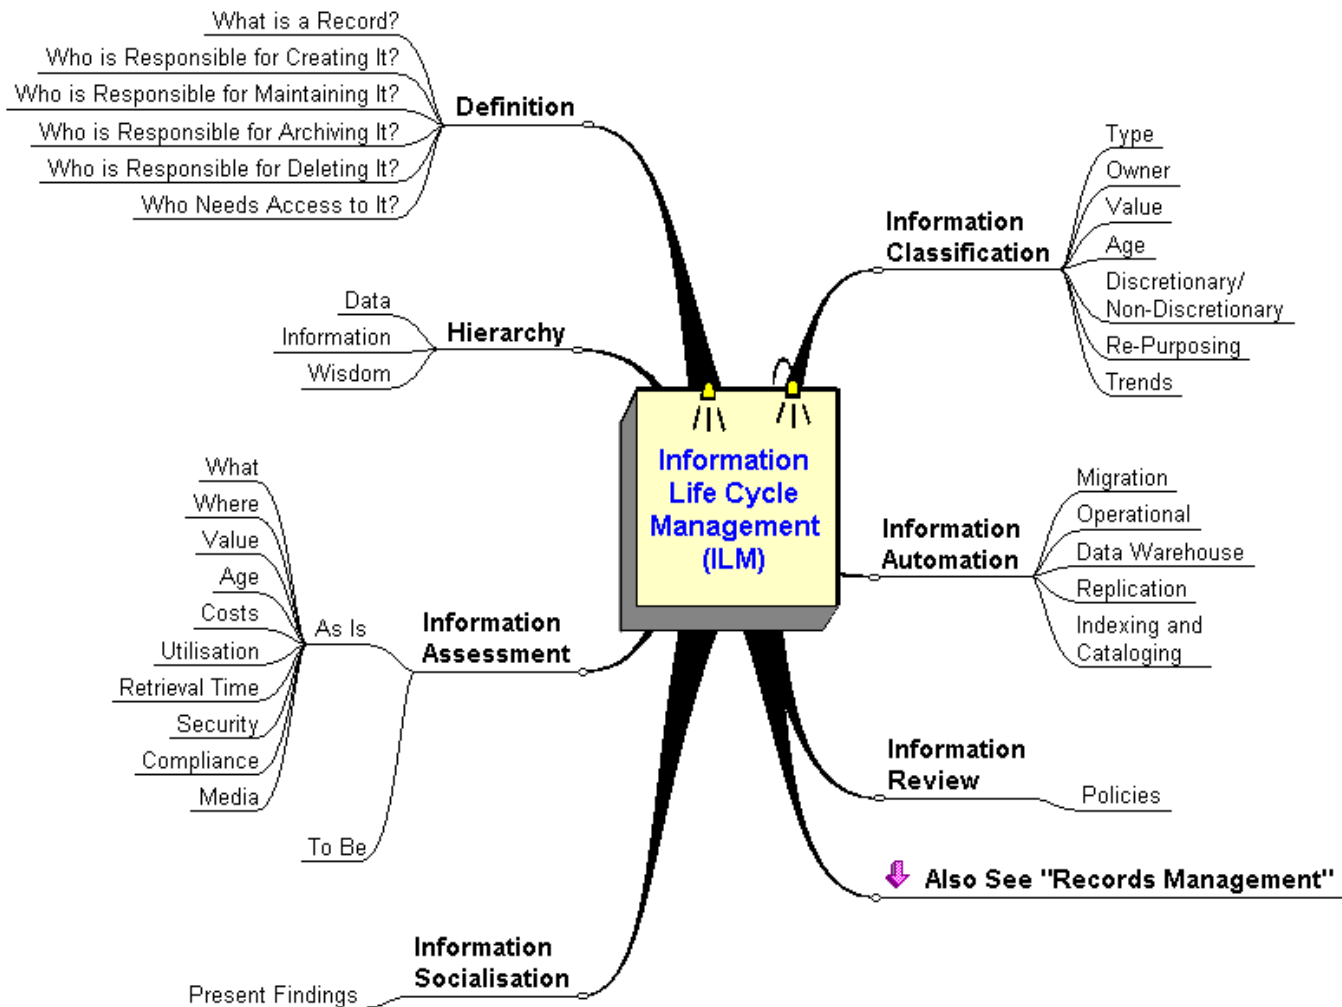 What is a Record?
Who is Responsible for Creating It?
Who is Responsible for Maintaining It?
Who is Responsible for Archiving It?
Who is Responsible for Deleting It?
Who Needs Access to It?
Definition
Data
Information
Wisdom
Hierarchy
What
Where
Value
Age
Costs
Utilisation
Retrieval Time
Security
Compliance
Media
As Is
To Be
Information
Assessment
Present Findings
Information
Socialisation
Information
Life Cycle
Management
(ILM)
Information
Classification
Type
Owner
Value
Age
Discretionary/
Non-Discretionary
Re-Purposing
Trends
Information
Automation
Migration
Operational
Data Warehouse
Replication
Indexing and
Cataloging
Information
Review
Policies
Also See "Records Management"